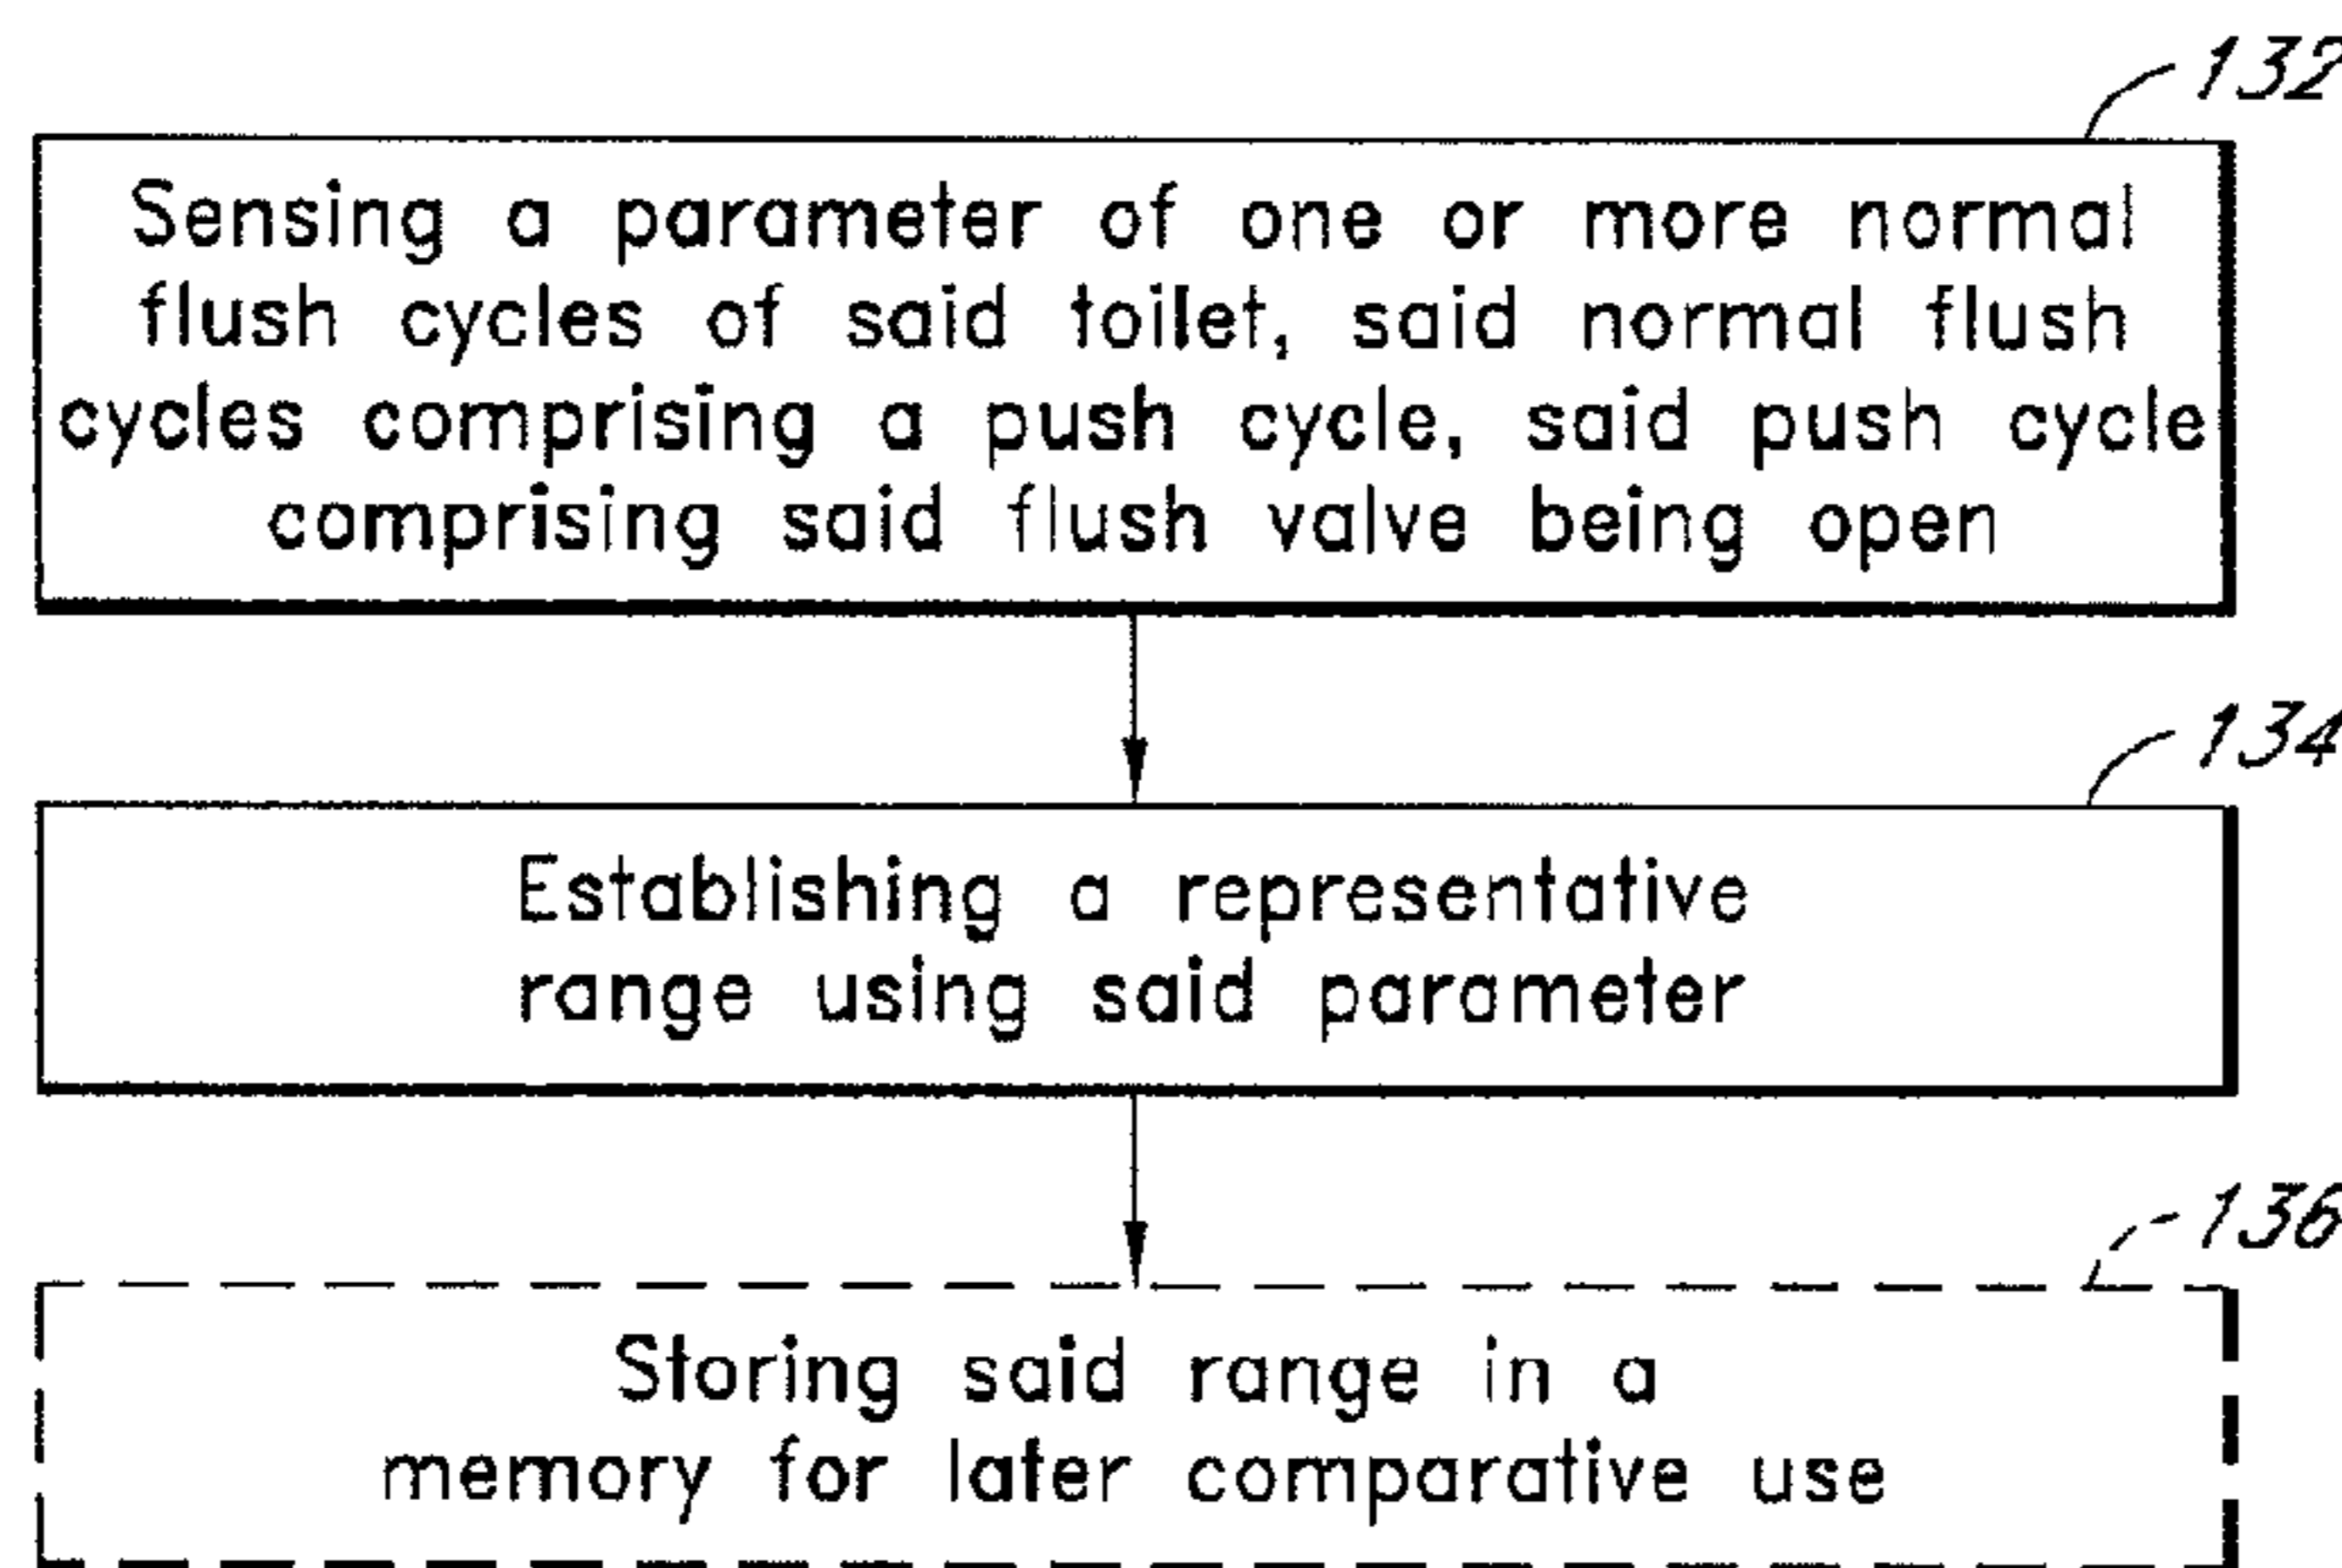 132
Sensing a parameter of one or more normal
flush cycles of said toilet, said normal flush
cycles comprising a push cycle, said push cycle
comprising said flush valve being open
134
Establishing a representative
range using said parameter
136
Storing said range in a
memory for later comparative use